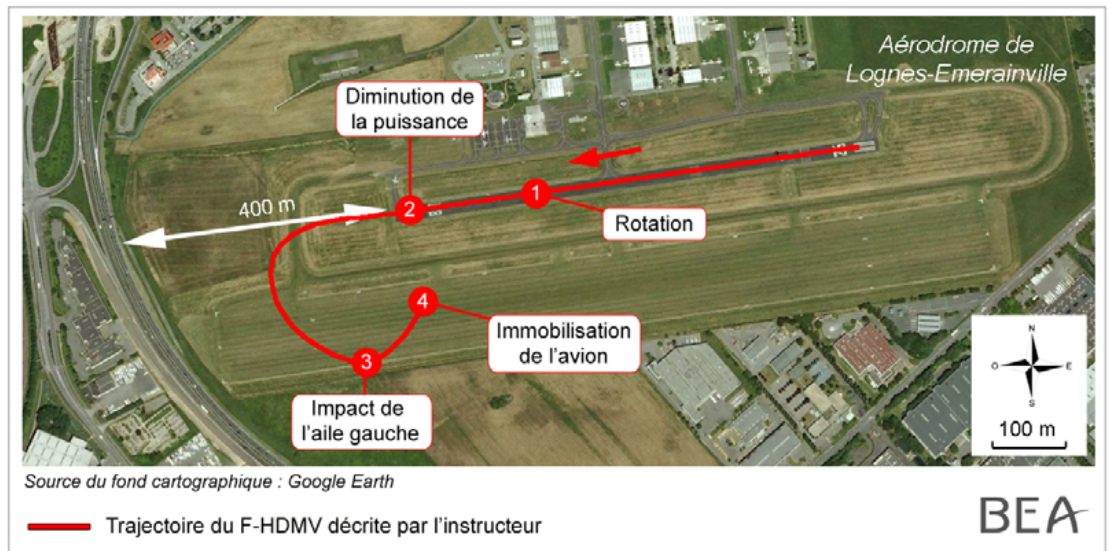 Aérodrome de
Lognes-Emerainville
Diminution de
la puissance
400 m
2
1
Rotation
4
Immobilisation
de l'avion
3
Impact de
l'aile gauche
N
O
E
S
100 m
Source du fond cartographique : Google Earth
Trajectoire du F-HDMV décrite par l'instructeur
BEA